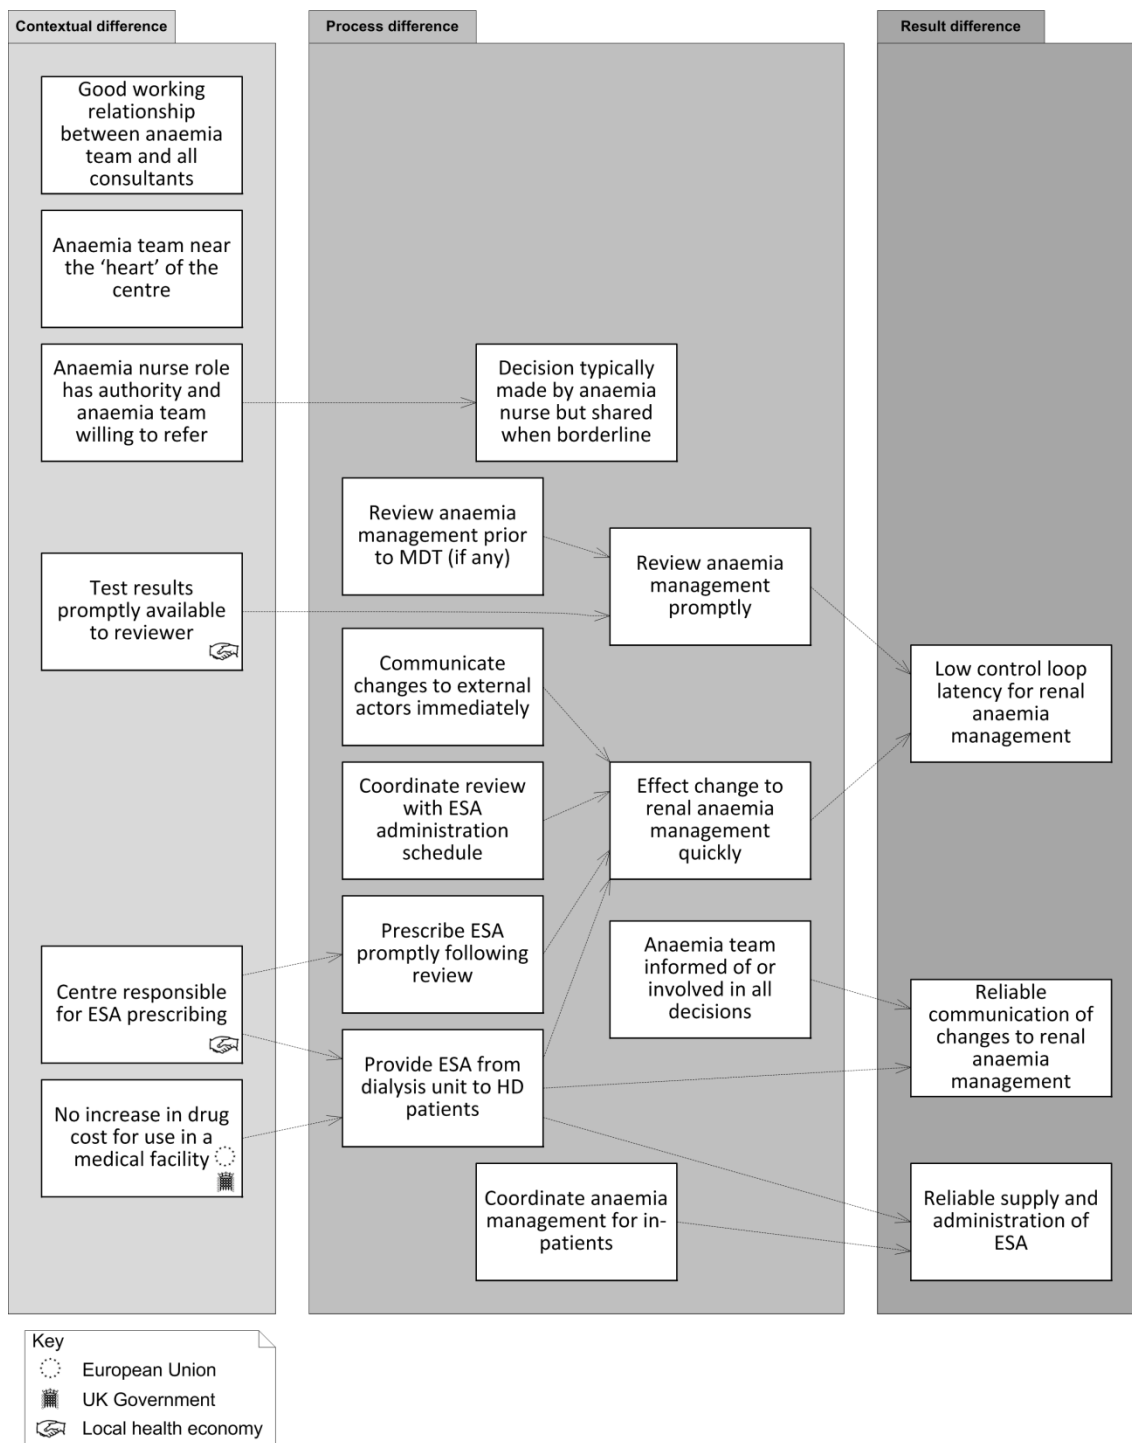 Contextual difference
Process difference
Result difference
Good working
relationship
between anaemia
team and all
consultants
Anaemia team near
the ‘heart’ of the
centre
Anaemia nurse role
has authority and
anaemia team
willing to refer
Decision typically
made by anaemia
nurse but shared
when borderline
Review anaemia
management prior
to MDT (if any)
Review anaemia
management
promptly
Test results
promptly available
to reviewer
Communicate
changes to external
actors immediately
Low control loop
latency for renal
anaemia
management
Coordinate review
with ESA
administration
schedule
Effect change to
renal anaemia
management
quickly
Prescribe ESA
promptly following
review
Anaemia team
informed of or
involved in all
decisions
Centre responsible
for ESA prescribing
Reliable
communication of
changes to renal
anaemia
management
Provide ESA from
dialysis unit to HD
patients
No increase in drug
cost for use in a
medical facility
Coordinate anaemia
management for in-
patients
Reliable supply and
administration of
ESA
Key
European Union
UK Government
Local health economy